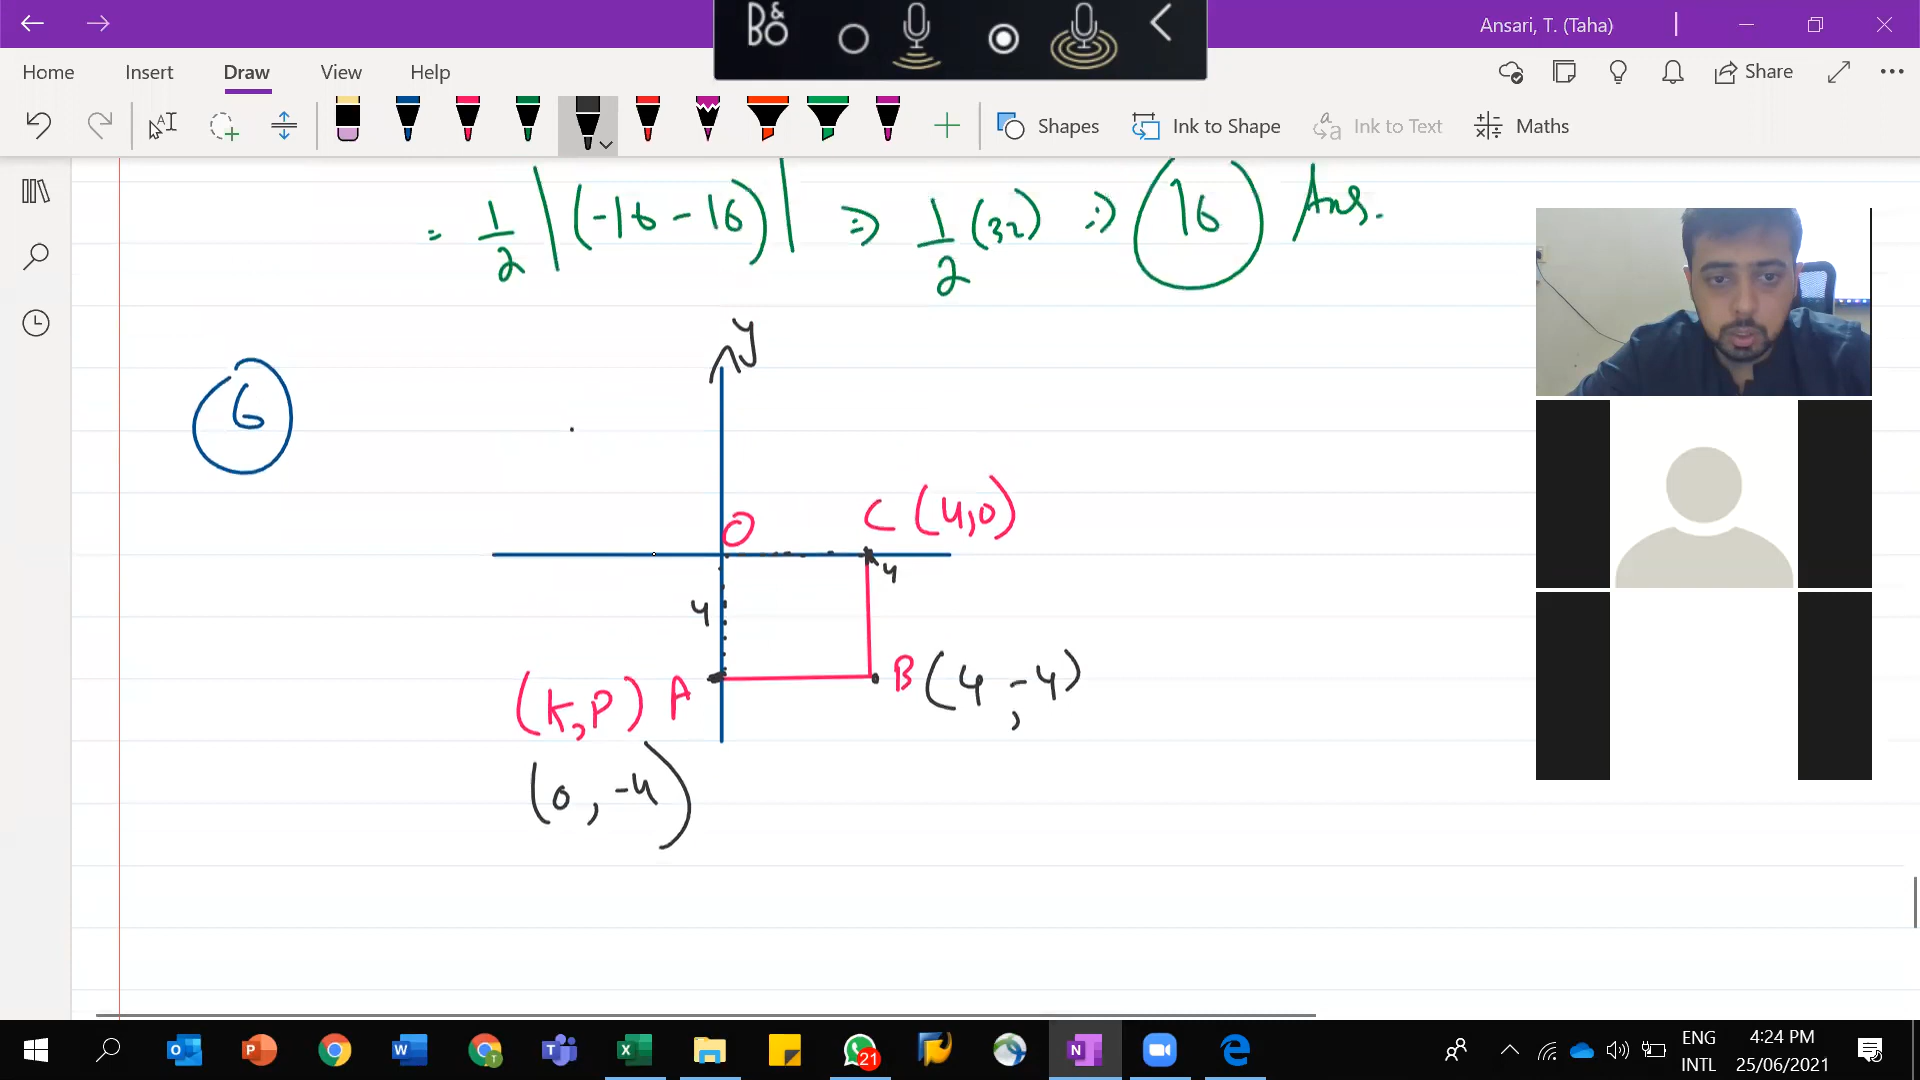 Ansari, T. (Taha)
B&O
Home Insert Draw View Help
Share
Shapes Ink to Shape Ink to Text Maths
= 1/2 |(-16 - 16)| => 1/2 (32) => 16 Ans.
y
6
O
C (4,0)
4
4
(K,P) A
B (4, -4)
(0, -4)
21
ENG
INTL
4:24 PM
25/06/2021